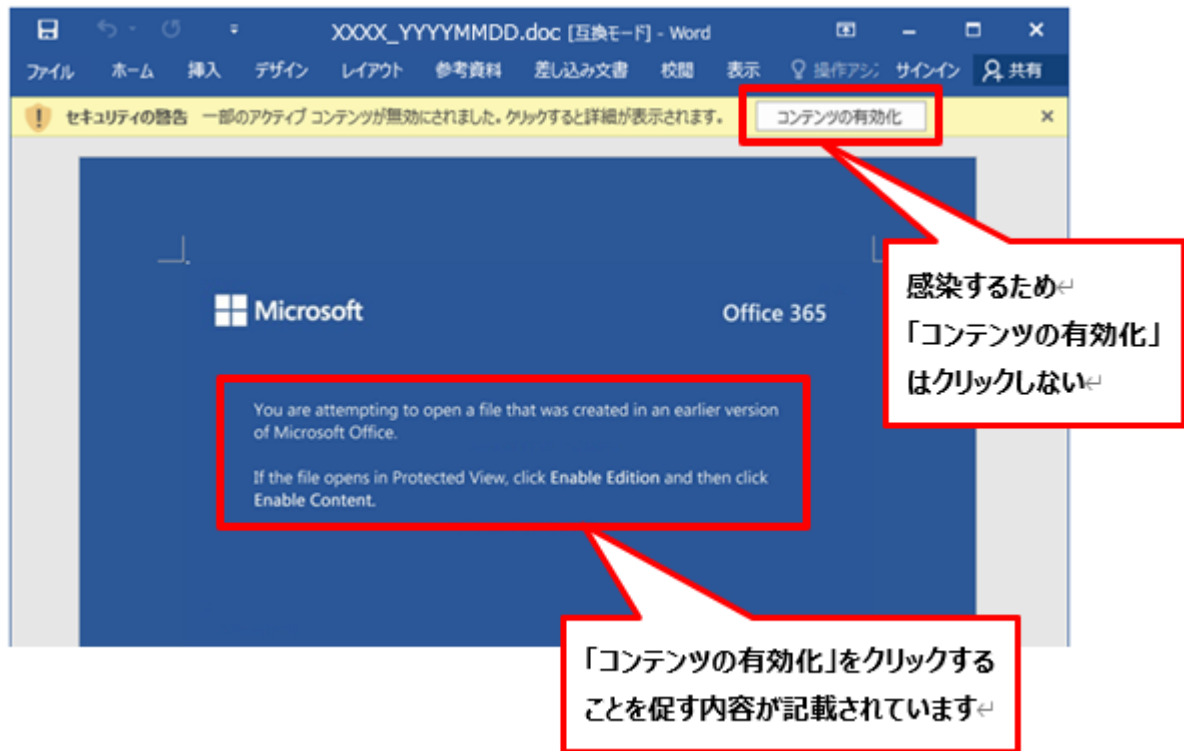 XXXX_YYYYMMDD.doc [互換モード] - Word
ファイル ホーム 挿入 デザイン レイアウト 参考資料 差し込み文書 校閲 表示 操作アシ サインイン 共有
セキュリティの警告 一部のアクティブ コンテンツが無効にされました。クリックすると詳細が表示されます。 コンテンツの有効化
感染するため
「コンテンツの有効化」
はクリックしない
Microsoft Office 365
You are attempting to open a file that was created in an earlier version
of Microsoft Office.
If the file opens in Protected View, click Enable Edition and then click
Enable Content.
「コンテンツの有効化」をクリックする
ことを促す内容が記載されています